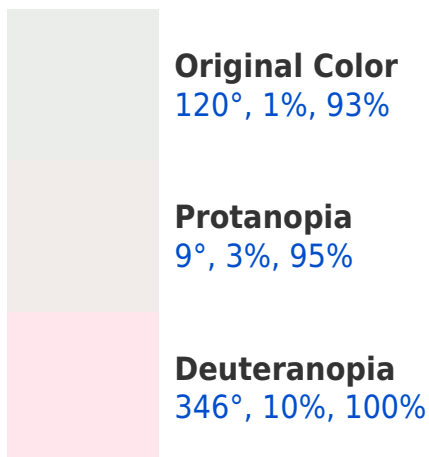 Original Color
120°, 1%, 93%
Protanopia
9°, 3%, 95%
Deuteranopia
346°, 10%, 100%